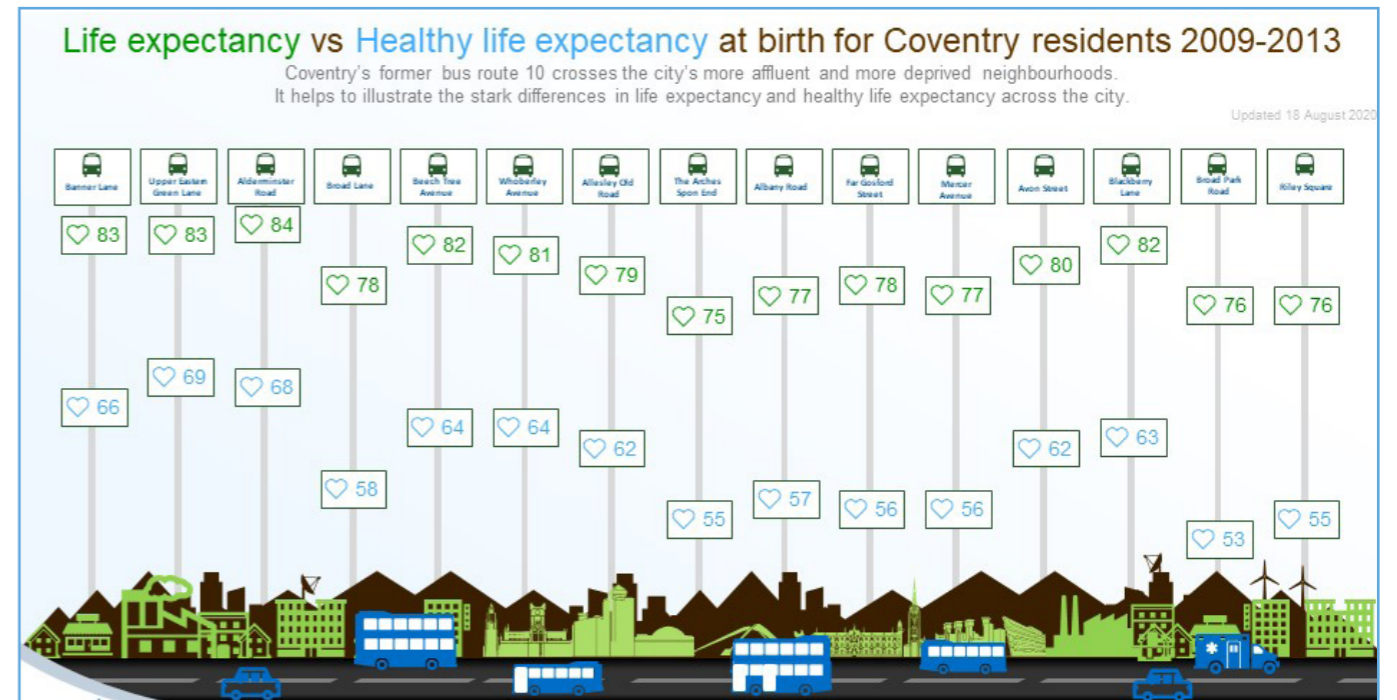 Life expectancy vs Healthy life expectancy at birth for Coventry residents 2009-2013
Coventry's former bus route 10 crosses the city's more affluent and more deprived neighbourhoods.
It helps to illustrate the stark differences in life expectancy and healthy life expectancy across the city.
Updated 18 August 2020
Banner Lane
Upper Eastern
Green Lane
Alderminster
Road
Broad Lane
Beech Tree
Avenue
Whoberley
Avenue
Allesley Old
Road
The Arches
Spon End
Albany Road
Far Gosford
Street
Mercer
Avenue
Avon Street
Blackberry
Lane
Broad Park
Road
Riley Square
83
83
84
78
82
81
79
75
77
78
77
80
82
76
76
66
69
68
58
64
64
62
55
57
56
56
62
63
53
55